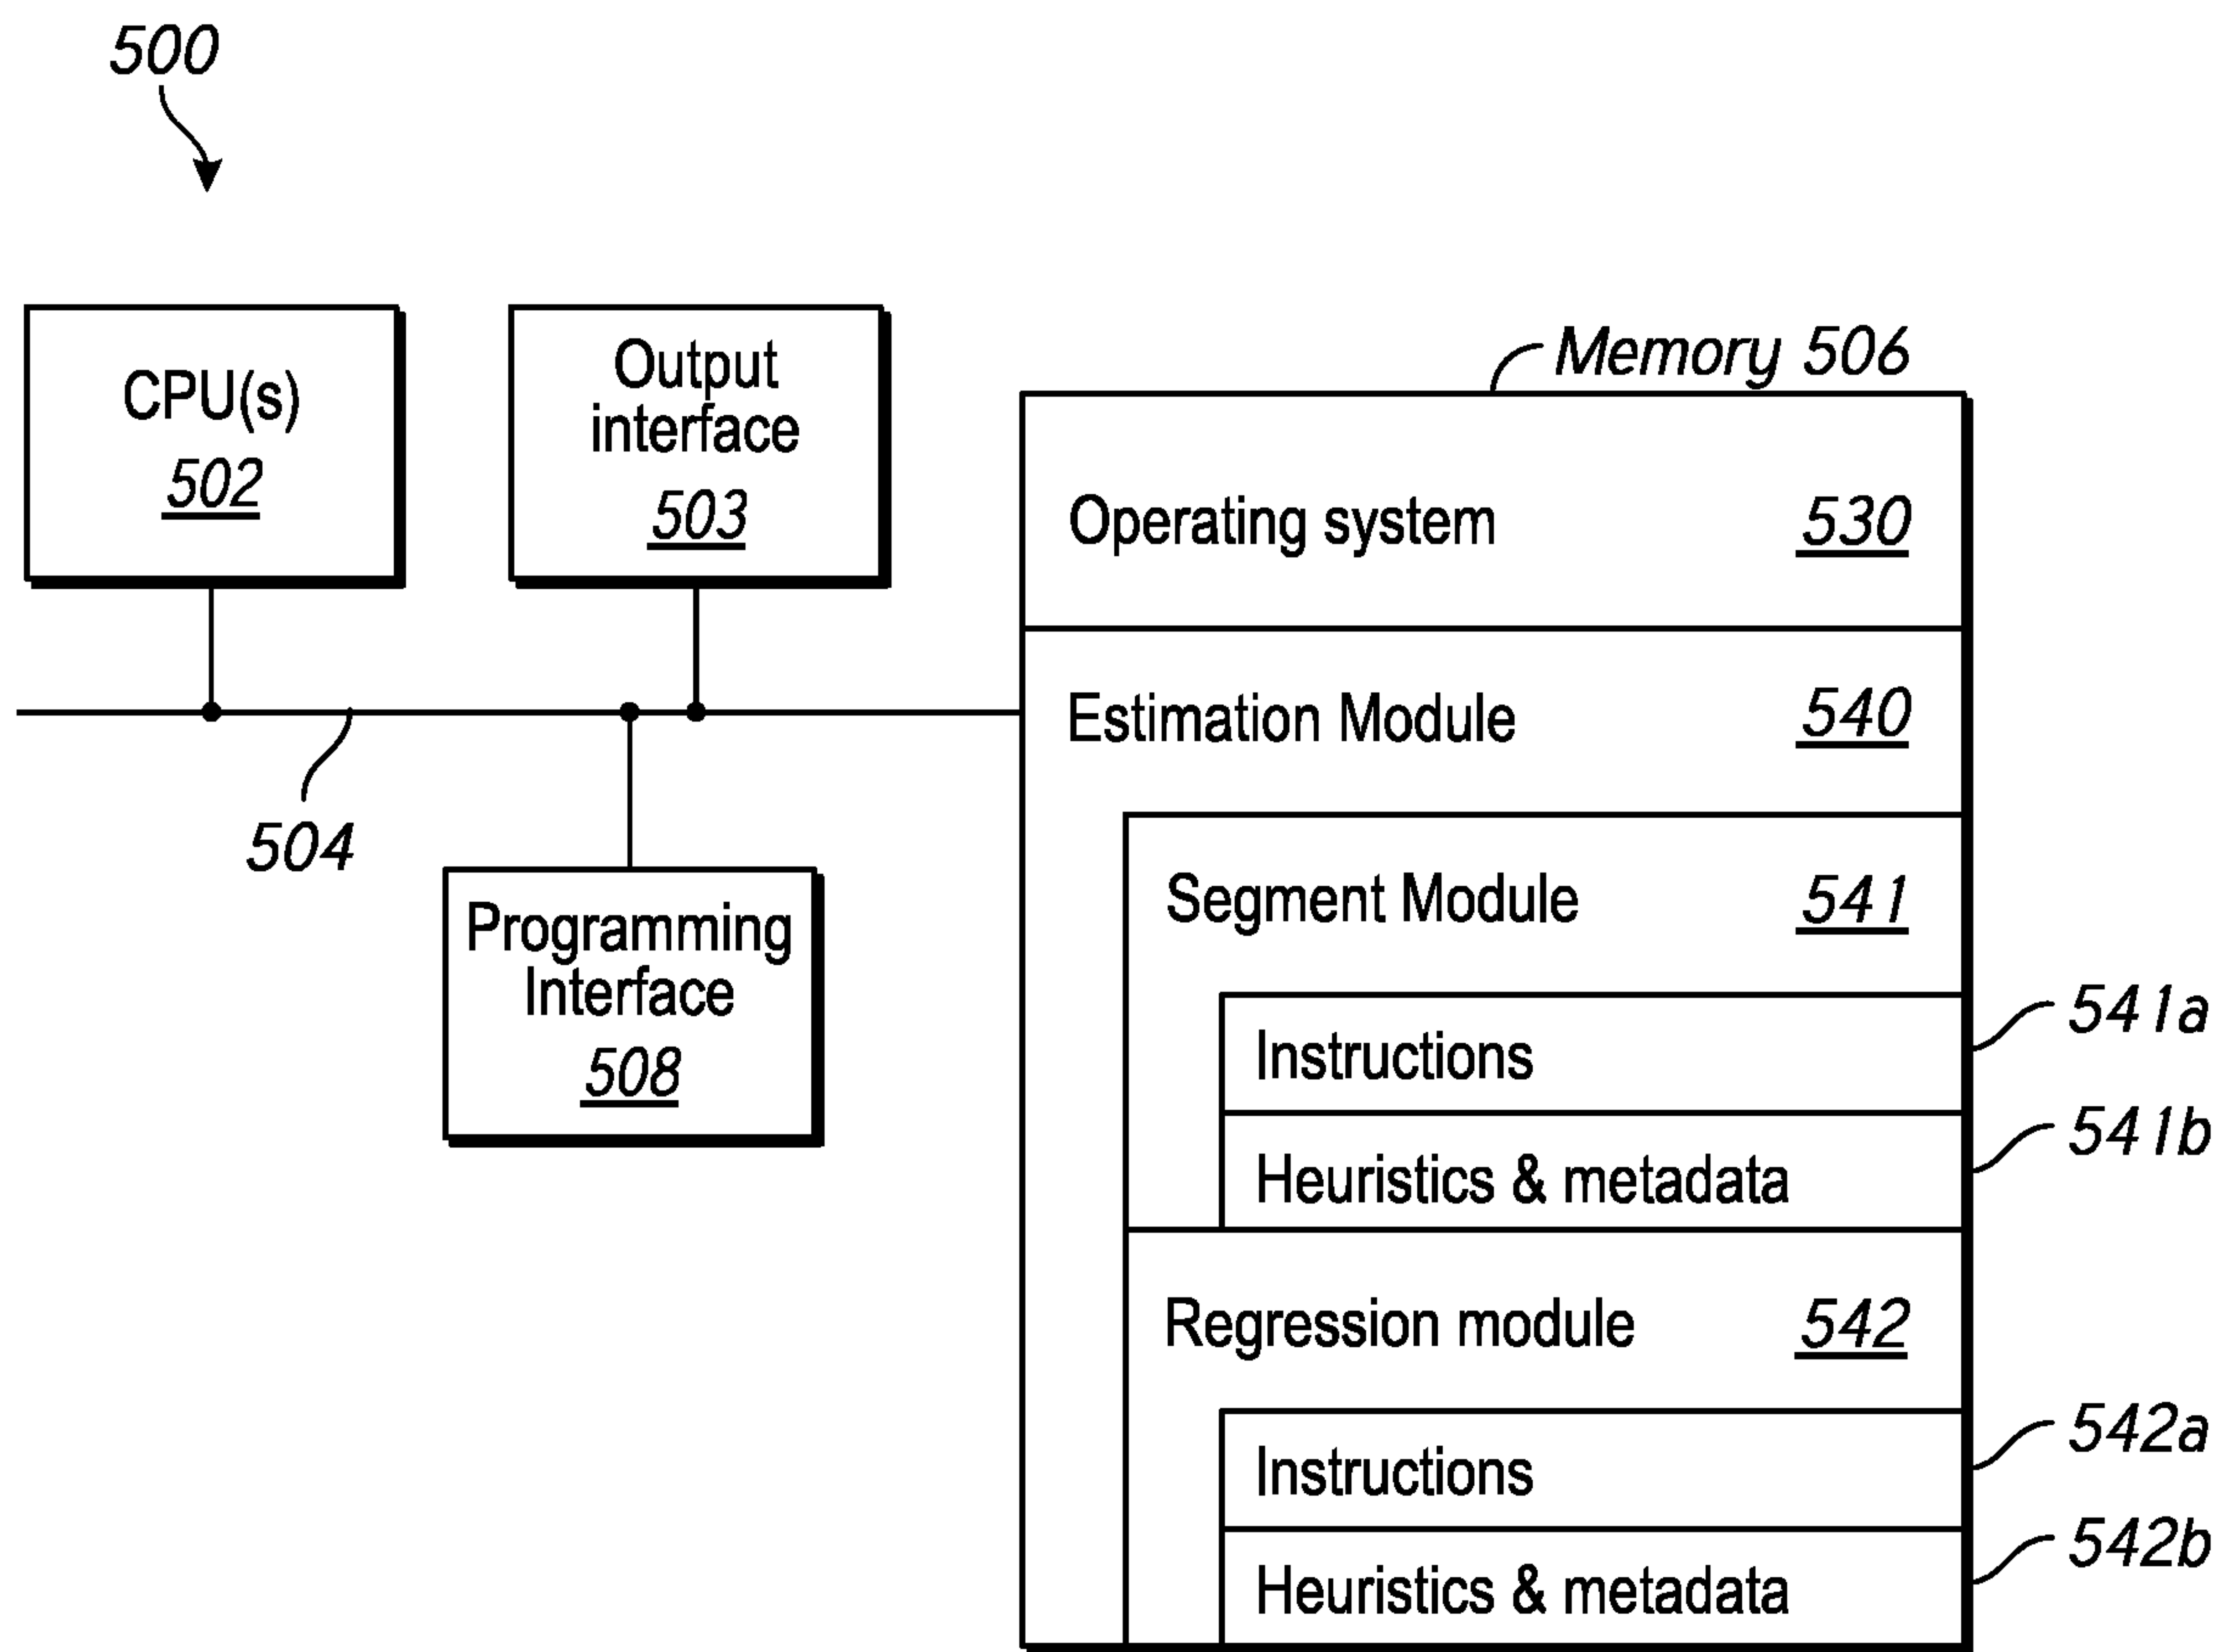 500
CPU(s)
502
Output
interface
503
Memory 506
Operating system 530
Estimation Module 540
504
Programming
Interface
508
Segment Module 541
Instructions 541a
Heuristics & metadata 541b
Regression module 542
Instructions 542a
Heuristics & metadata 542b